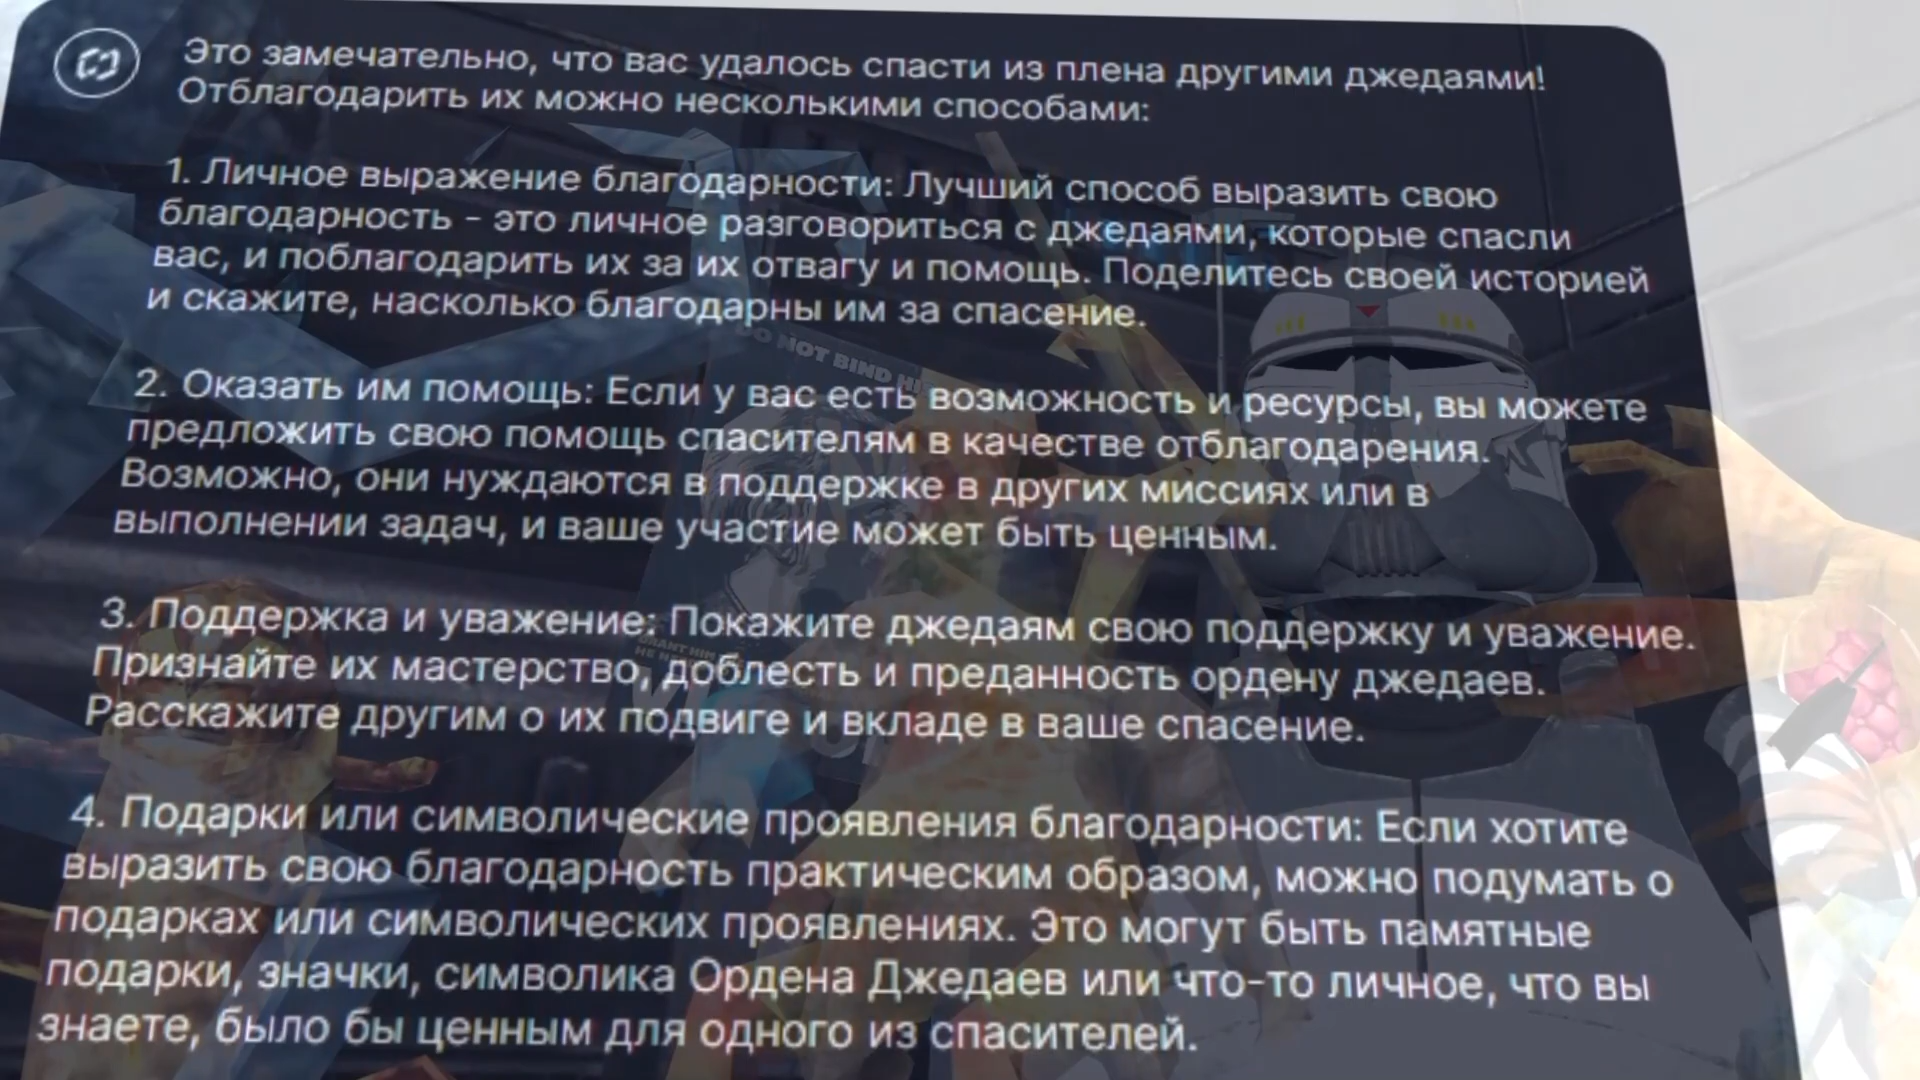 Это замечательно, что вас удалось спасти из плена другими джедаями!
Отблагодарить их можно несколькими способами:
1. Личное выражение благодарности: Лучший способ выразить свою
благодарность - это личное разговориться с джедаями, которые спасли
вас, и поблагодарить их за их отвагу и помощь. Поделитесь своей историей
и скажите, насколько благодарны им за спасение.
DO NOT BIND HI
2. Оказать им помощь: Если у вас есть возможность и ресурсы, вы можете
предложить свою помощь спасителям в качестве отблагодарения.
Возможно, они нуждаются в поддержке в других миссиях или в
выполнении задач, и ваше участие может быть ценным.
3. Поддержка и уважение: Покажите джедаям свою поддержку и уважение.
Признайте их мастерство, доблесть и преданность ордену джедаев.
Расскажите другим о их подвиге и вкладе в ваше спасение.
4. Подарки или символические проявления благодарности: Если хотите
выразить свою благодарность практическим образом, можно подумать о
подарках или символических проявлениях. Это могут быть памятные
подарки, значки, символика Ордена Джедаев или что-то личное, что вы
знаете, было бы ценным для одного из спасителей.